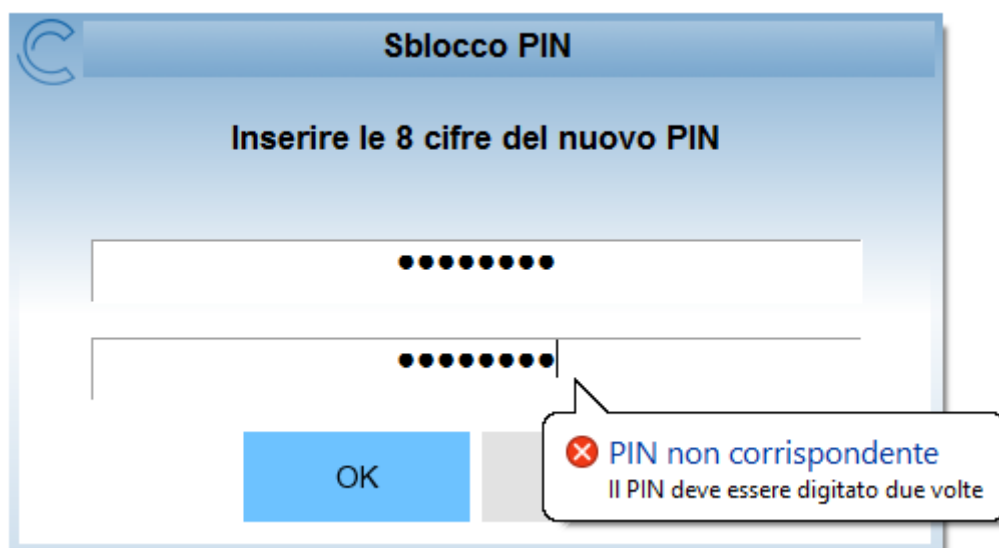 Sblocco PIN
Inserire le 8 cifre del nuovo PIN
●●●●●●●●
●●●●●●●●
OK
PIN non corrispondente
Il PIN deve essere digitato due volte